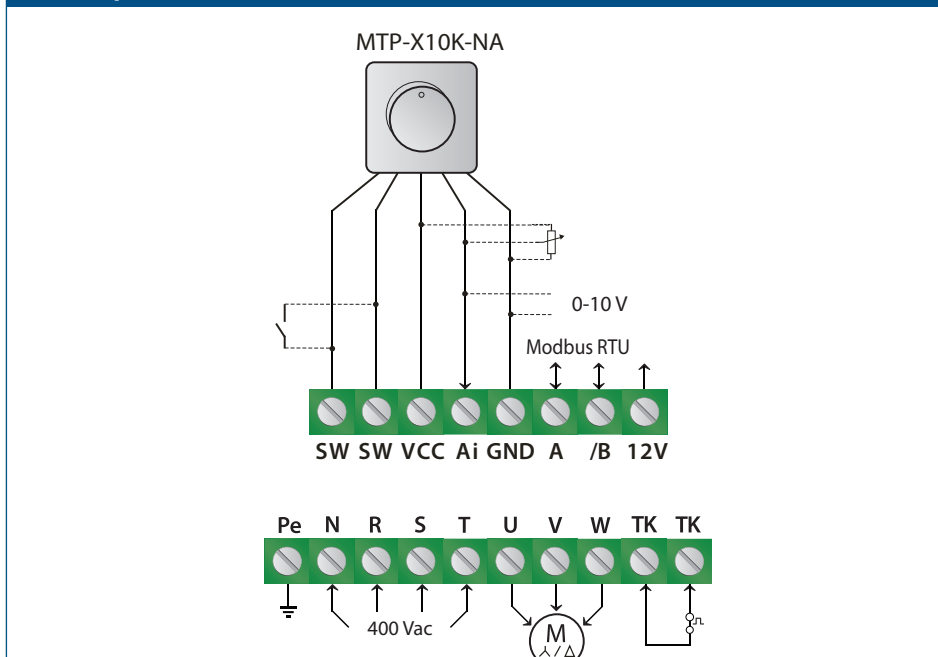 MTP-X10K-NA
0-10 V
Modbus RTU
SW SW VCC Ai GND A /B 12V
Pe N R S T U V W TK TK
400 Vac
M